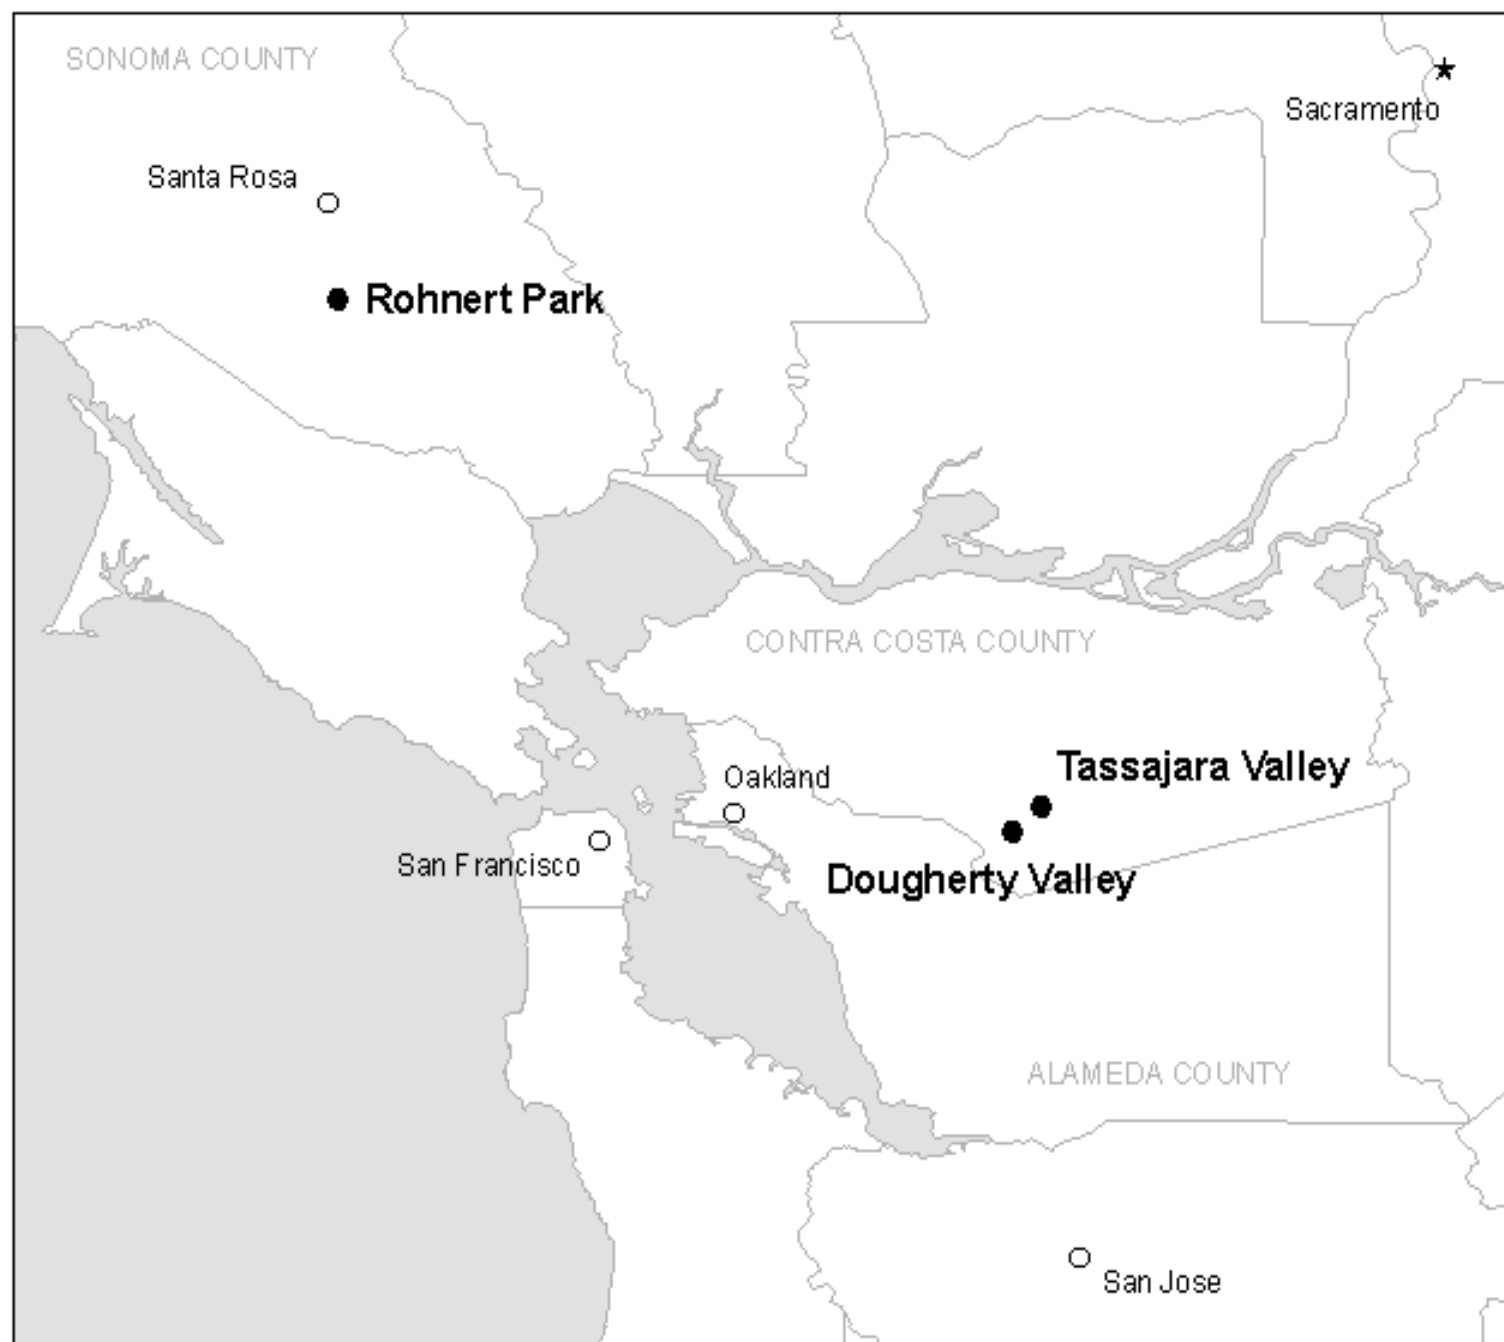 SONOMA COUNTY
Sacramento
Santa Rosa
Rohnert Park
CONTRA COSTA COUNTY
Tassajara Valley
Oakland
San Francisco
Dougherty Valley
ALAMEDA COUNTY
San Jose